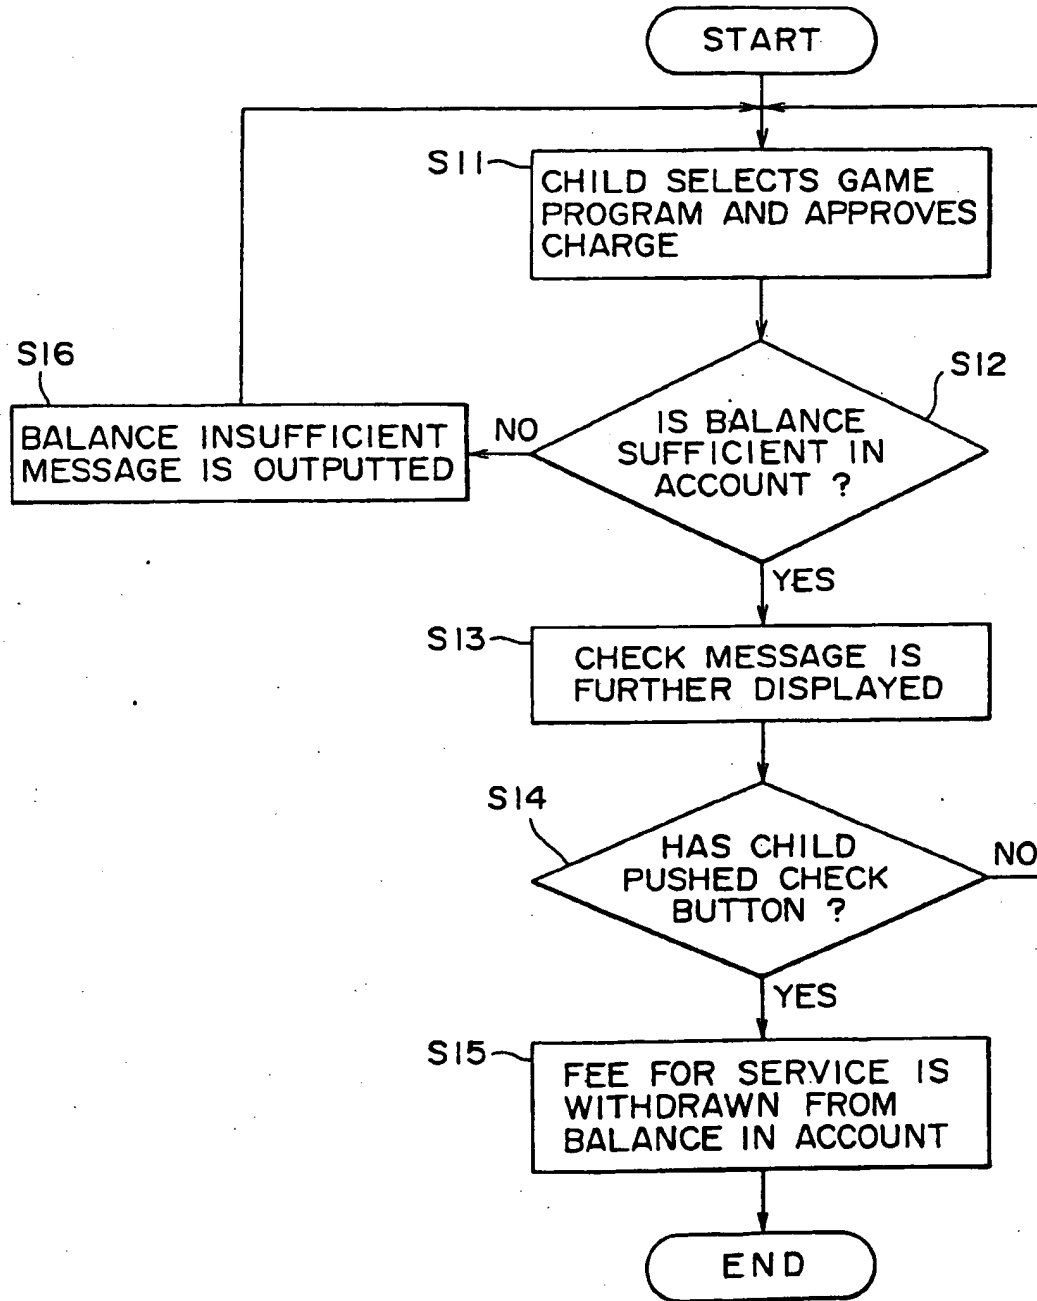 START
S11
CHILD SELECTS GAME
PROGRAM AND APPROVES
CHARGE
S16
S12
BALANCE INSUFFICIENT
MESSAGE IS OUTPUTTED
NO
IS BALANCE
SUFFICIENT IN
ACCOUNT ?
YES
S13
CHECK MESSAGE IS
FURTHER DISPLAYED
S14
HAS CHILD
PUSHED CHECK
BUTTON ?
NO
YES
S15
FEE FOR SERVICE IS
WITHDRAWN FROM
BALANCE IN ACCOUNT
END